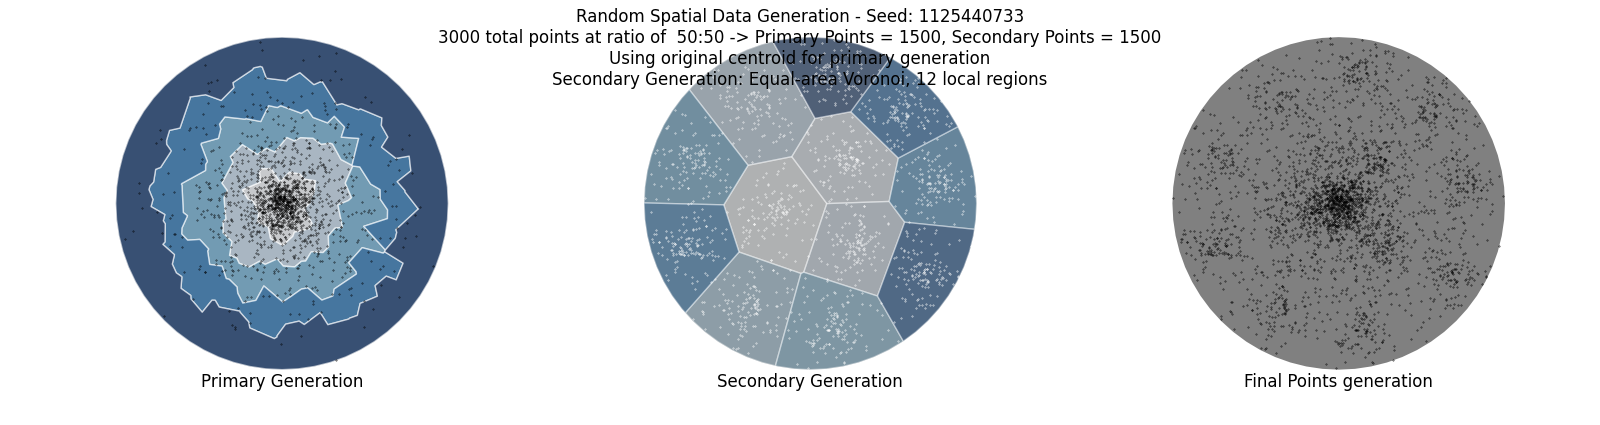 Random Spatial Data Generation - Seed: 1125440733
3000 total points at ratio of  50:50 -> Primary Points = 1500, Secondary Points = 1500
Using original centroid for primary generation
Secondary Generation: Equal-area Voronoi, 12 local regions
Primary Generation
Secondary Generation
Final Points generation